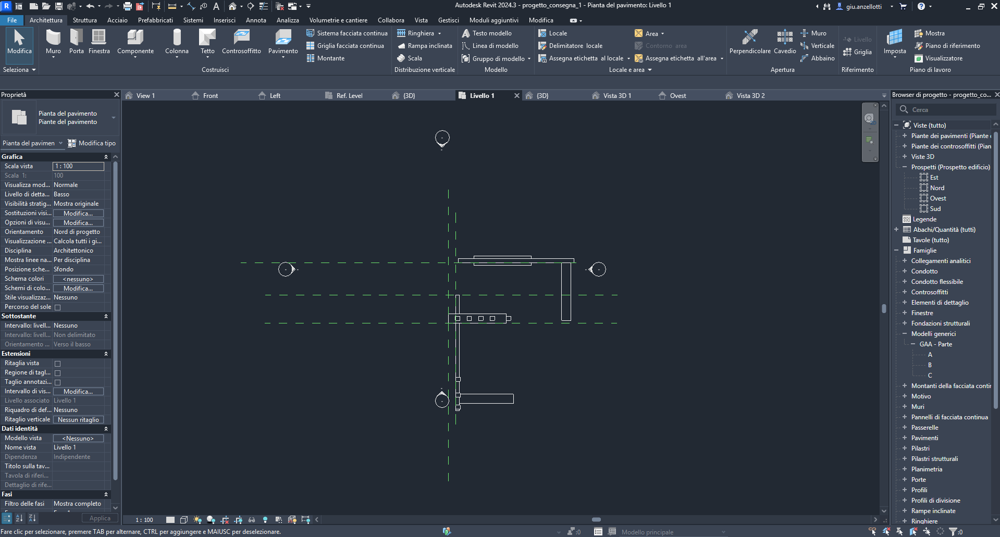 Autodesk Revit 2024.3 - progetto_consegna_1 - Pianta del pavimento: Livello 1
giu.anzellotti
File Architettura Struttura Acciaio Prefabbricati Sistemi Inserisci Annota Analizza Volumetrie e cantiere Collabora Vista Gestisci Moduli aggiuntivi Modifica
Modifica
Muro
Porta
Finestra
Componente
Colonna
Tetto
Controsoffitto
Pavimento
Sistema facciata continua
Griglia facciata continua
Montante
Ringhiera
Rampa inclinata
Scala
Testo modello
Linea di modello
Gruppo di modello
Locale
Delimitatore locale
Assegna etichetta al locale
Area
Contorno area
Assegna etichetta all'area
Perpendicolare
Cavedio
Muro
Verticale
Abbaino
Livello
Griglia
Imposta
Mostra
Piano di riferimento
Visualizzatore
Seleziona
Costruisci
Distribuzione verticale
Modello
Locale e area
Apertura
Riferimento
Piano di lavoro
Proprietà
View 1
Front
Left
Ref. Level
{3D}
Livello 1
{3D}
Vista 3D 1
Ovest
Vista 3D 2
Pianta del pavimento
Piante del pavimento
Pianta del pavimen
Modifica tipo
Grafica
Scala vista 1 : 100
Scala 1: 100
Visualizza mod... Normale
Livello di detta... Basso
Visibilità stratig... Mostra originale
Sostituzioni visi... Modifica...
Opzioni di visu... Modifica...
Orientamento Nord di progetto
Visualizzazione ... Calcola tutti i gi...
Disciplina Architettonico
Mostra linee na... Per disciplina
Posizione sche... Sfondo
Schema colori <nessuno>
Schemi di colo... Modifica...
Stile visualizzaz... Nessuno
Percorso del sole
Sottostante
Intervallo: livell... Nessuno
Intervallo: livell... Non delimitato
Orientamento ... Verso il basso
Estensioni
Ritaglia vista
Regione di tagl...
Taglio annotazi...
Intervallo di vis... Modifica...
Livello associato Livello 1
Riquadro di def... Nessuno
Ritaglio verticale Nessun ritaglio
Dati identità
Modello vista <Nessuno>
Nome vista Livello 1
Dipendenza Indipendente
Titolo sulla tav...
Tavola di riferi...
Dettaglio di rife...
Fasi
Filtro delle fasi Mostra completo
Applica
1 : 100
Browser di progetto - progetto_co...
Cerca
Viste (tutto)
Piante dei pavimenti (Piante
Piante dei controsoffitti (Pian
Viste 3D
Prospetti (Prospetto edificio)
Est
Nord
Ovest
Sud
Legende
Abachi/Quantità (tutti)
Tavole (tutto)
Famiglie
Collegamenti analitici
Condotto
Condotto flessibile
Controsoffitti
Elementi di dettaglio
Finestre
Fondazioni strutturali
Modelli generici
GAA - Parte
A
B
C
Montanti della facciata conti
Motivo
Muri
Pannelli di facciata continua
Passerelle
Pavimenti
Pilastri
Pilastri strutturali
Planimetria
Porte
Profili
Profili di divisione
Rampe inclinate
Ringhiere
Fare clic per selezionare, premere TAB per alternare, CTRL per aggiungere e MAIUSC per deselezionare.
:0
Modello principale
:0